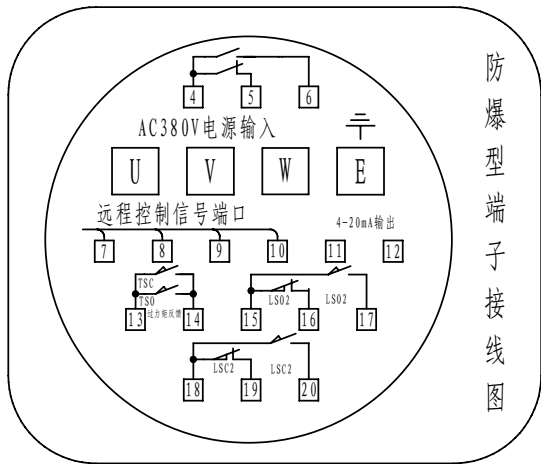 防爆型端子接线图
4 5 6
AC380V电源输入
U V W E
远程控制信号端口
4-20mA输出
7 8 9 10 11 12
TSC
TSO
LSO2 LSO2
过力矩反馈
13 14 15 16 17
LSC2 LSC2
18 19 20